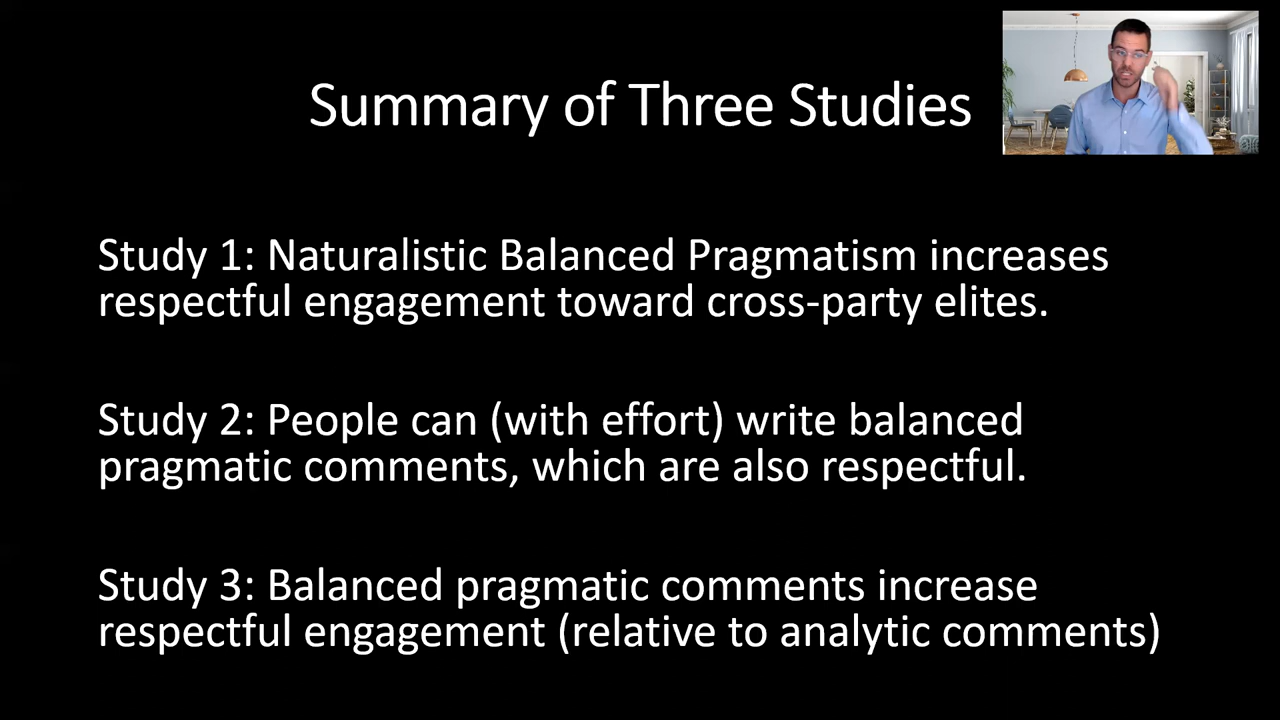 Summary of Three Studies
Study 1: Naturalistic Balanced Pragmatism increases
respectful engagement toward cross-party elites.
Study 2: People can (with effort) write balanced
pragmatic comments, which are also respectful.
Study 3: Balanced pragmatic comments increase
respectful engagement (relative to analytic comments)